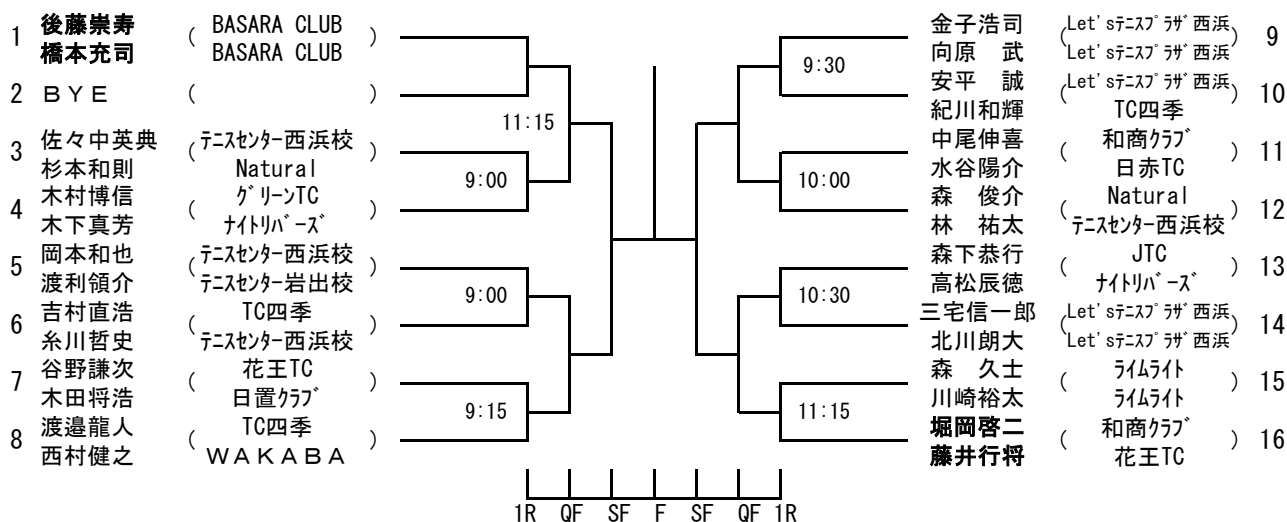 1 後藤崇寿 ( BASARA CLUB )
橋本充司 BASARA CLUB
2 ＢＹＥ ( )
3 佐々中英典 ( ﾃﾆｽｾﾝﾀｰ西浜校 )
杉本和則 Natural
4 木村博信 ( ｸﾞﾘｰﾝTC )
木下真芳 ﾅｲﾄﾘﾊﾞｰｽﾞ
5 岡本和也 ( ﾃﾆｽｾﾝﾀｰ西浜校 )
渡利領介 ﾃﾆｽｾﾝﾀｰ岩出校
6 吉村直浩 ( TC四季 )
糸川哲史 ﾃﾆｽｾﾝﾀｰ西浜校
7 谷野謙次 ( 花王TC )
木田将浩 日置ｸﾗﾌﾞ
8 渡邉龍人 ( TC四季 )
西村健之 ＷＡＫＡＢＡ
11:15
9:00
9:00
9:15
9:30
10:00
10:30
11:15
金子浩司 (Let'sﾃﾆｽﾌﾟﾗｻﾞ西浜) 9
向原　武 Let'sﾃﾆｽﾌﾟﾗｻﾞ西浜
安平　誠 (Let'sﾃﾆｽﾌﾟﾗｻﾞ西浜) 10
紀川和輝 TC四季
中尾伸喜 ( 和商ｸﾗﾌﾞ ) 11
水谷陽介 日赤TC
森　俊介 ( Natural ) 12
林　祐太 ﾃﾆｽｾﾝﾀｰ西浜校
森下恭行 ( JTC ) 13
高松辰徳 ﾅｲﾄﾘﾊﾞｰｽﾞ
三宅信一郎 (Let'sﾃﾆｽﾌﾟﾗｻﾞ西浜) 14
北川朗大 Let'sﾃﾆｽﾌﾟﾗｻﾞ西浜
森　久士 ( ﾗｲﾑﾗｲﾄ ) 15
川崎裕太 ﾗｲﾑﾗｲﾄ
堀岡啓二 ( 和商ｸﾗﾌﾞ ) 16
藤井行将 花王TC
1R QF SF F SF QF 1R